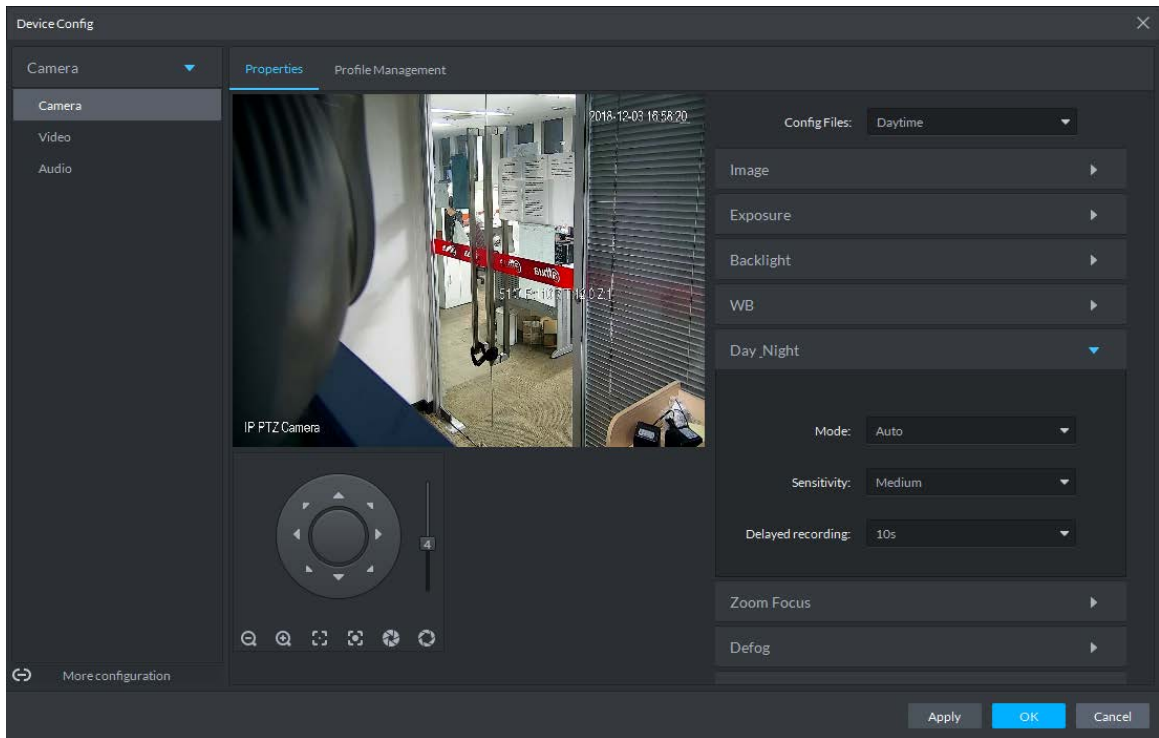 Device Config
Camera
Camera
Video
Audio
More configuration
Properties
Profile Management
2018-12-03 16:58:20
IP PTZ Camera
4
Config Files: Daytime
Image
Exposure
Backlight
WB
Day_Night
Mode: Auto
Sensitivity: Medium
Delayed recording: 10s
Zoom Focus
Defog
Apply
OK
Cancel